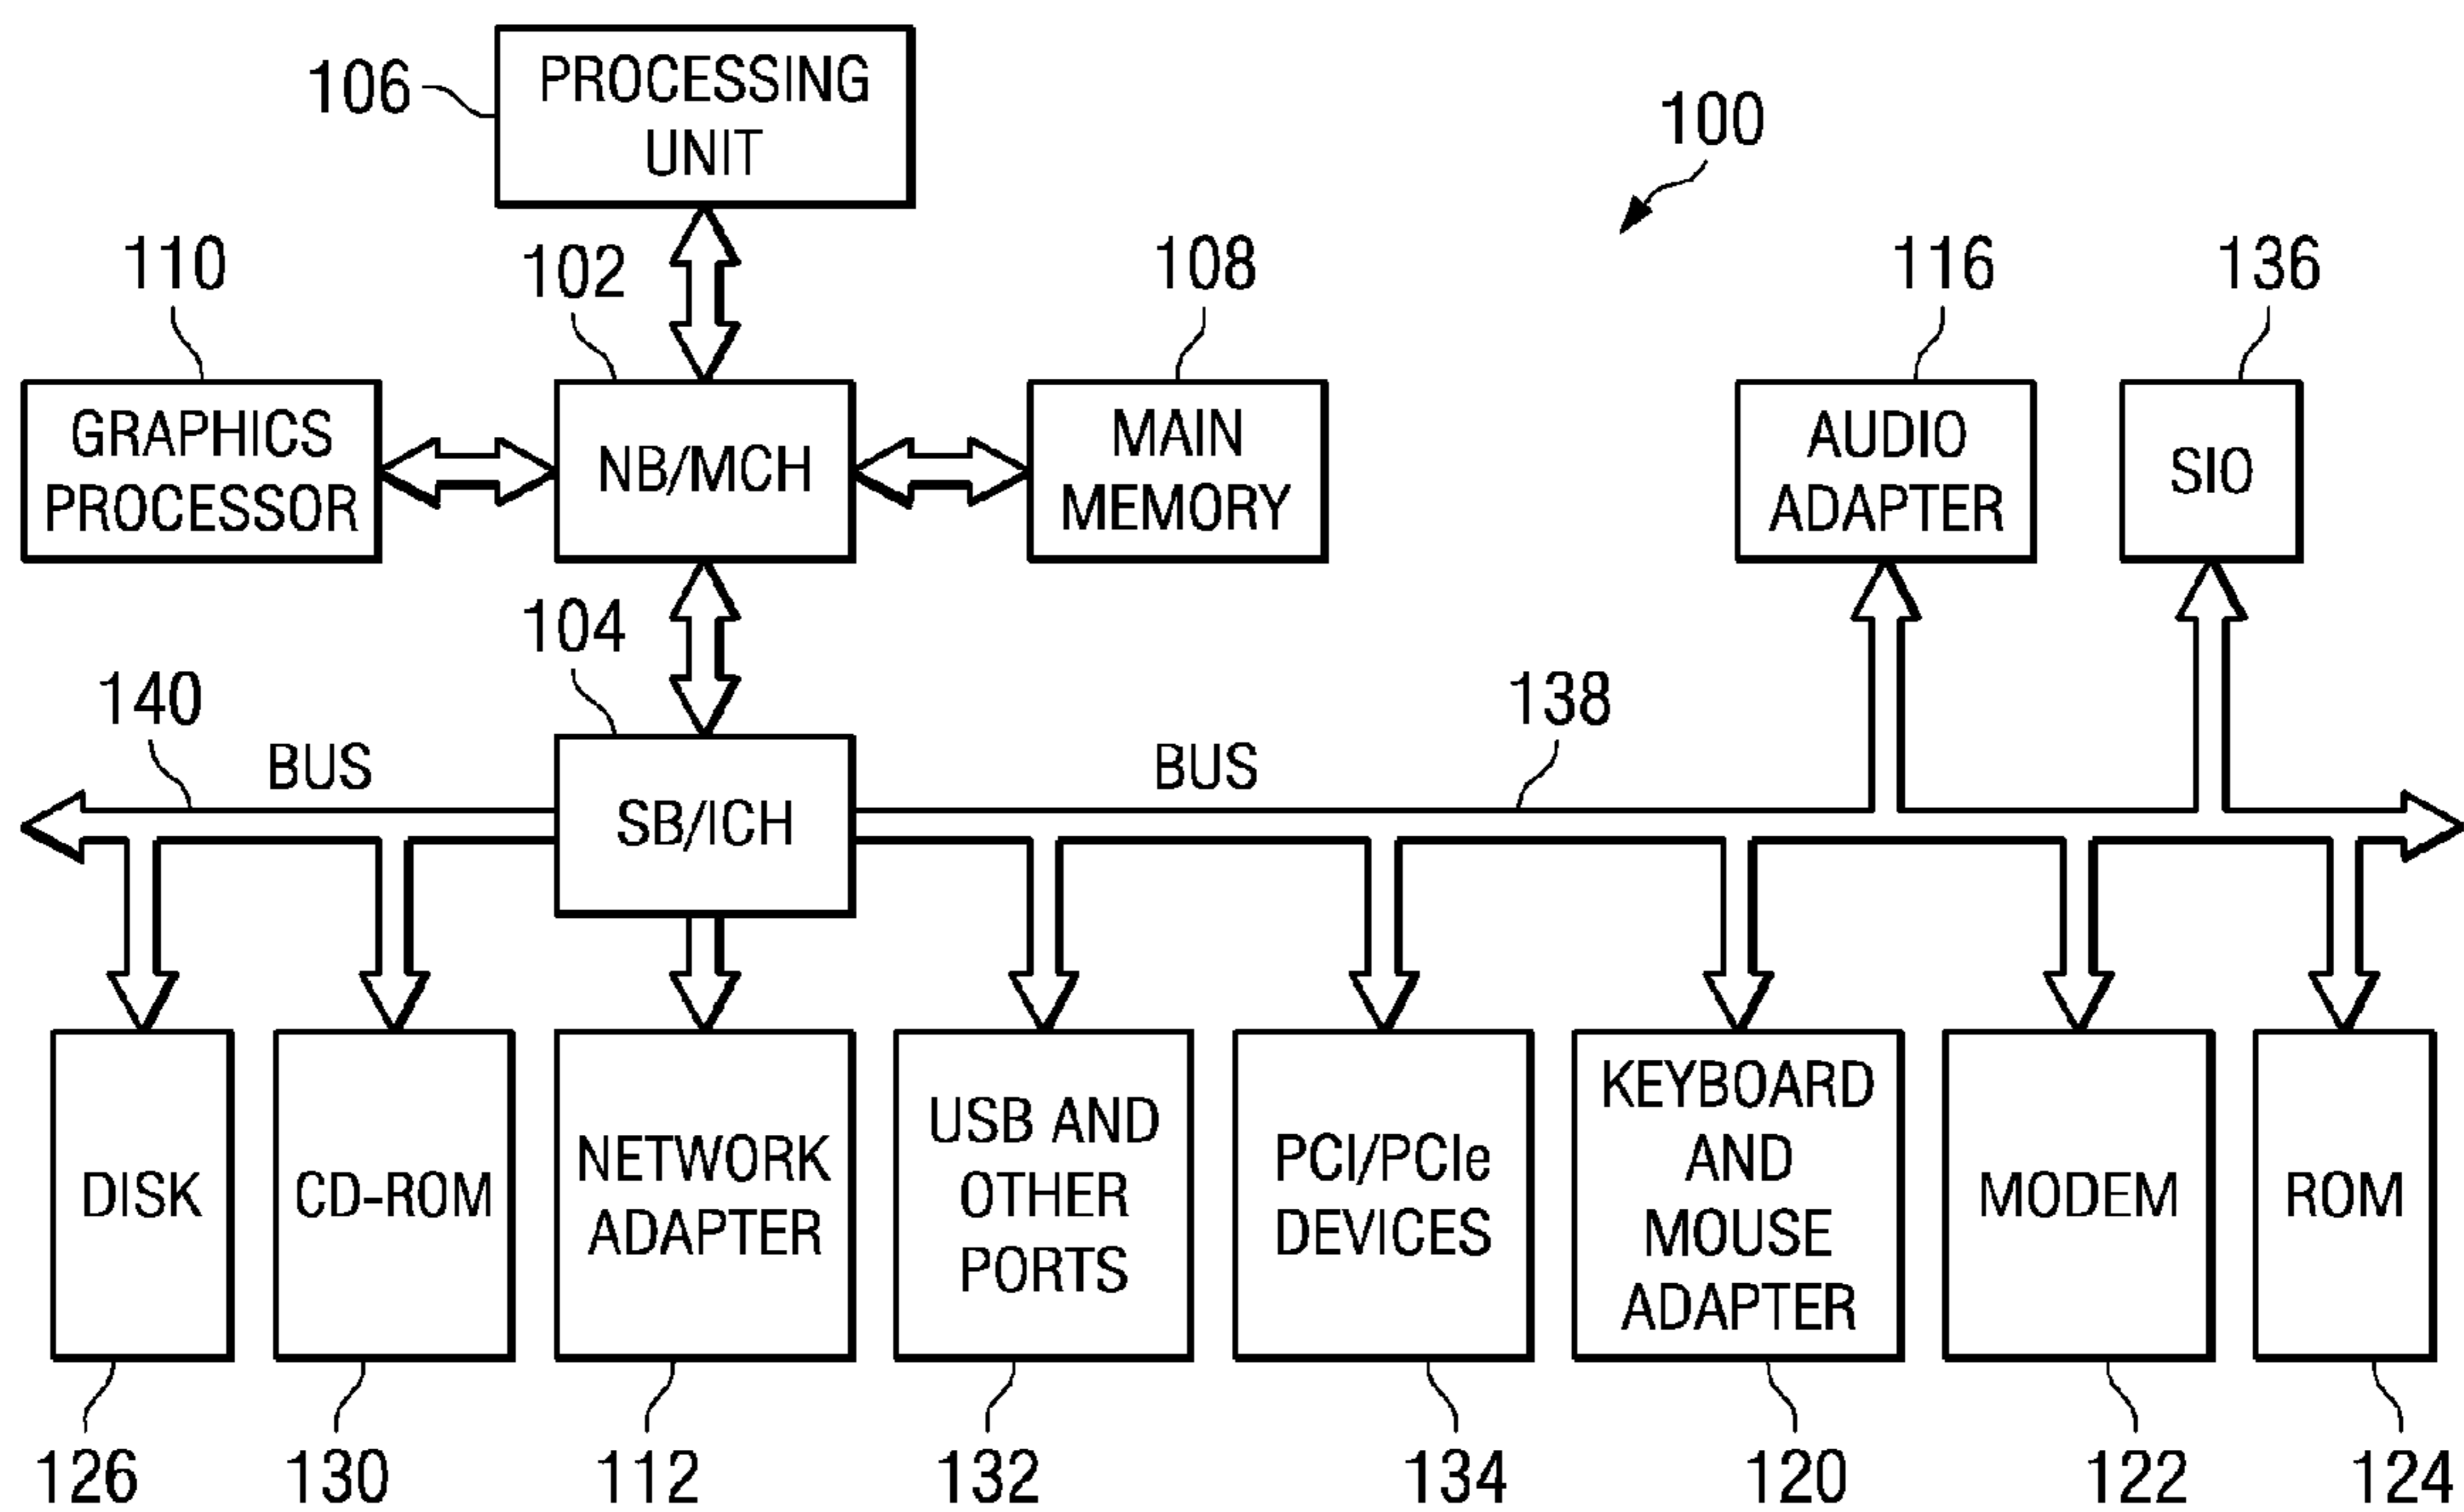 106
PROCESSING
UNIT
100
110
102
108
116
136
GRAPHICS
PROCESSOR
NB/MCH
MAIN
MEMORY
AUDIO
ADAPTER
SIO
104
140
BUS
BUS
138
SB/ICH
DISK
CD-ROM
NETWORK
ADAPTER
USB AND
OTHER
PORTS
PCI/PCIe
DEVICES
KEYBOARD
AND
MOUSE
ADAPTER
MODEM
ROM
126
130
112
132
134
120
122
124